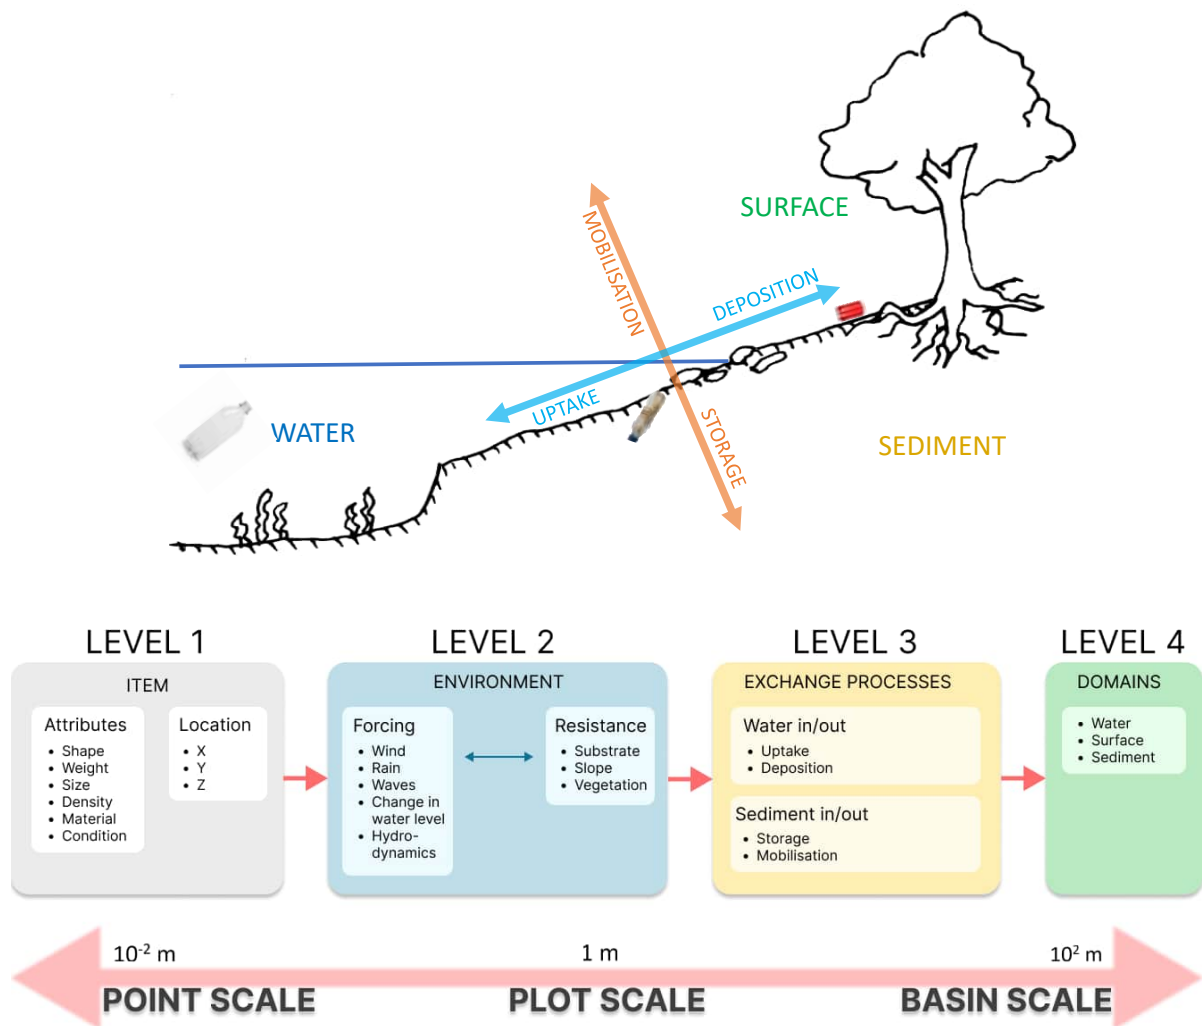 SURFACE
MOBILISATION
DEPOSITION
UPTAKE
WATER
STORAGE
SEDIMENT
LEVEL 1
ITEM
Attributes
• Shape
• Weight
• Size
• Density
• Material
• Condition
Location
• X
• Y
• Z
LEVEL 2
ENVIRONMENT
Forcing
• Wind
• Rain
• Waves
• Change in
water level
• Hydro-
dynamics
Resistance
• Substrate
• Slope
• Vegetation
LEVEL 3
EXCHANGE PROCESSES
Water in/out
• Uptake
• Deposition
Sediment in/out
• Storage
• Mobilisation
LEVEL 4
DOMAINS
• Water
• Surface
• Sediment
10⁻² m
1 m
10² m
POINT SCALE
PLOT SCALE
BASIN SCALE